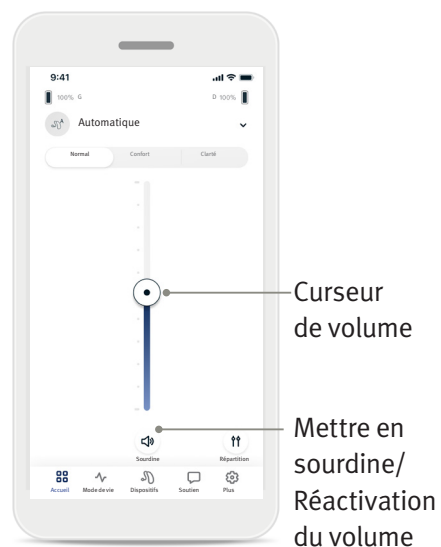 9:41
100% G
D 100%
Automatique
Normal Confort Clarté
Curseur
de volume
Sourdine Répartition
Mettre en
sourdine/
Réactivation
du volume
Accueil Mode de vie Dispositifs Soutien Plus